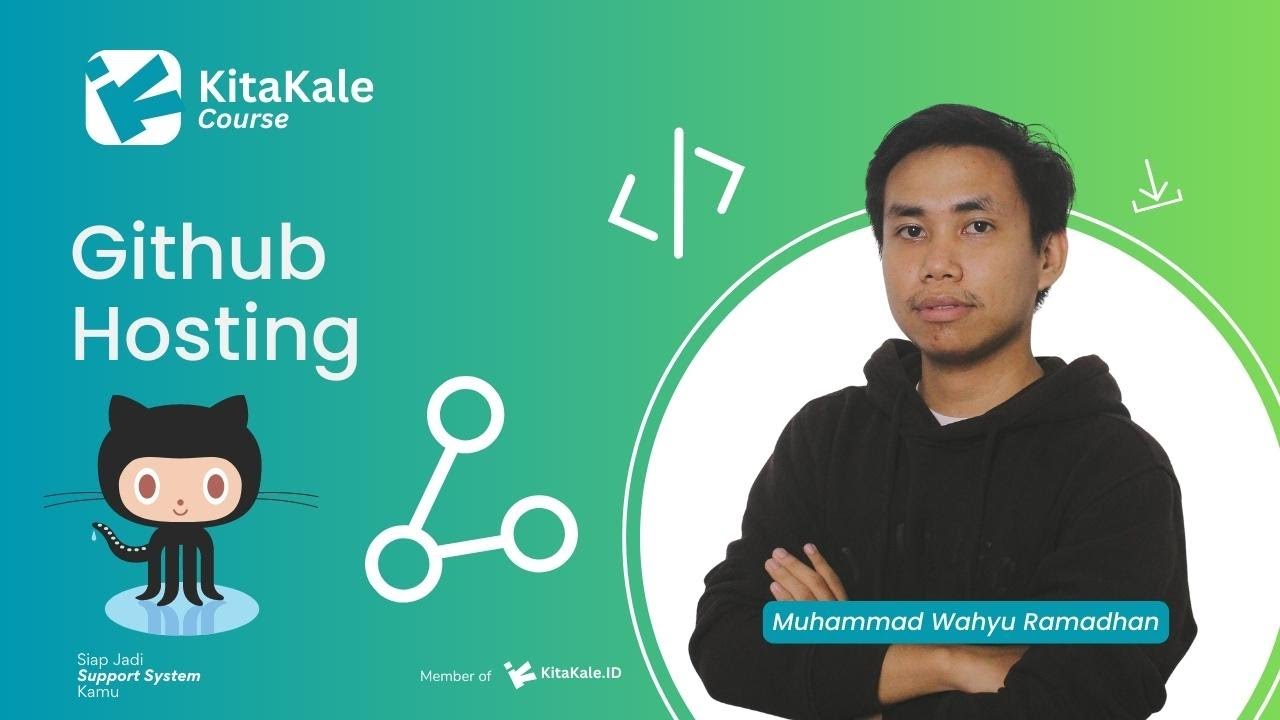 KitaKale
Course
Github
Hosting
Muhammad Wahyu Ramadhan
Siap Jadi
Support System
Kamu
Member of KitaKale.ID